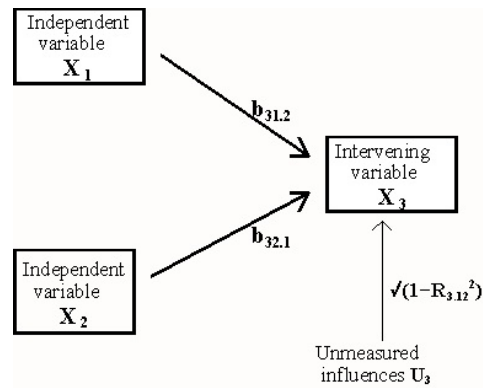 Independent
variable
X₁
b₃₁.₂
Intervening
variable
X₃
b₃₂.₁
Independent
variable
X₂
√(1-R₃.₁₂²)
Unmeasured
influences U₃